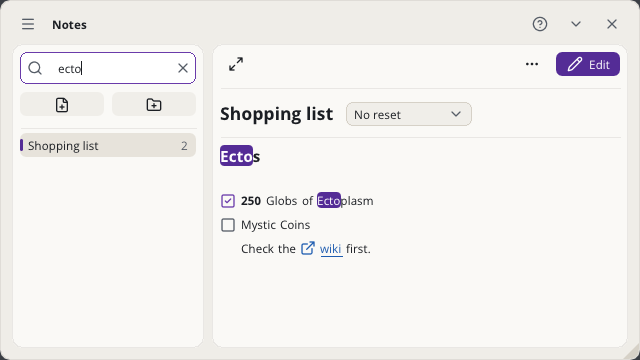 Notes
ecto
Shopping list 2
Edit
Shopping list No reset
Ectos
250 Globs of Ectoplasm
Mystic Coins
Check the wiki first.